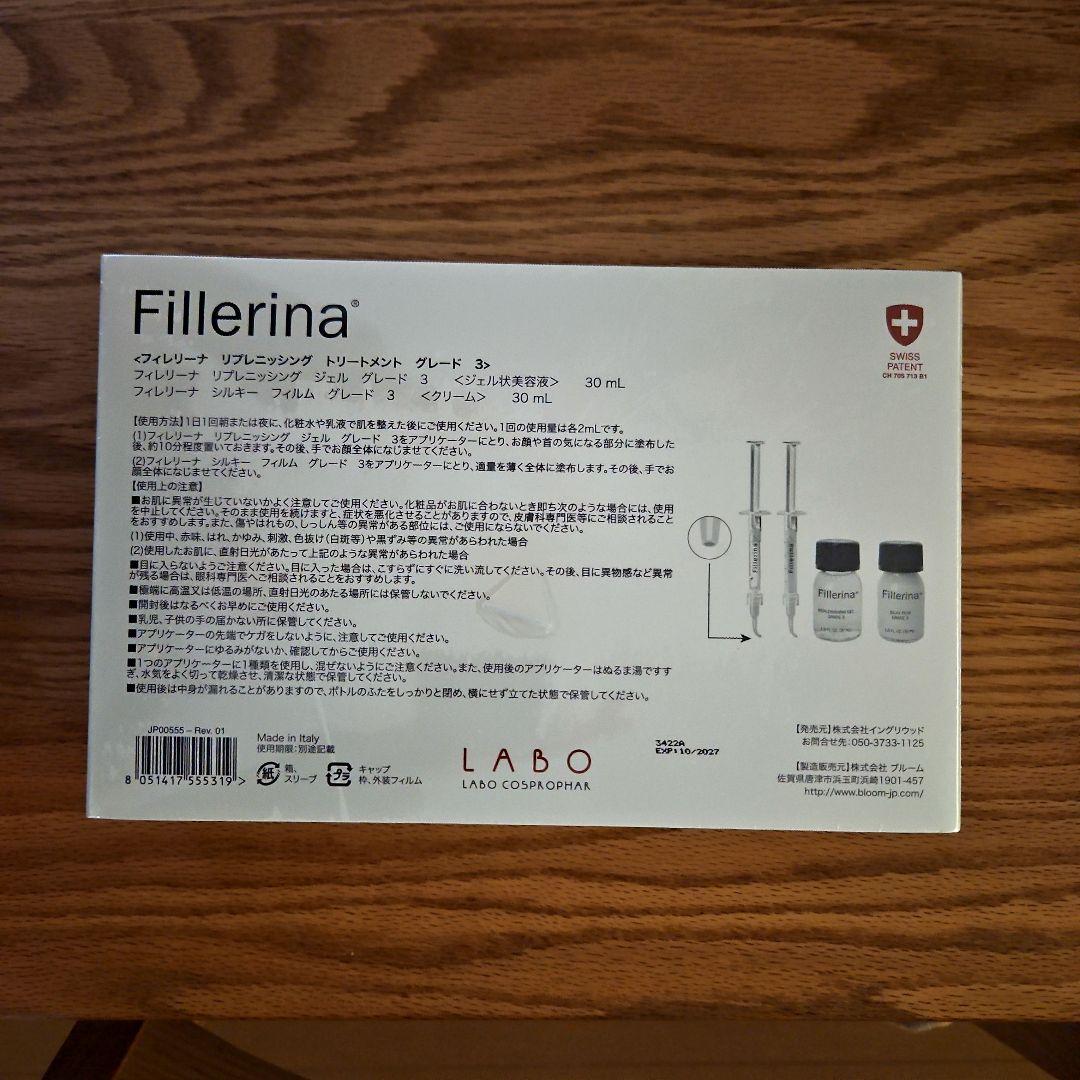 Fillerina®
<フィレリーナ リプレニッシング トリートメント グレード 3>
フィレリーナ リプレニッシング ジェル グレード 3 <ジェル状美容液> 30 mL
フィレリーナ シルキー フィルム グレード 3 <クリーム> 30 mL
【使用方法】1日1回朝または夜に、化粧水や乳液で肌を整えた後にご使用ください。1回の使用量は各2mLです。
(1)フィレリーナ リプレニッシング ジェル グレード 3をアプリケーターにとり、お顔や首の気になる部分に塗布した
後、約10分程度置いておきます。その後、手でお顔全体になじませてください。
(2)フィレリーナ シルキー フィルム グレード 3をアプリケーターにとり、適量を薄く全体に塗布します。その後、手でお
顔全体になじませてください。
【使用上の注意】
■お肌に異常が生じていないかよく注意してご使用ください。化粧品がお肌に合わないとき即ち次のような場合には、使用
を中止してください。そのまま使用を続けますと、症状を悪化させることがありますので、皮膚科専門医等にご相談されること
をおすすめします。また、傷やはれもの、しっしん等の異常がある部位には、ご使用にならないでください。
(1)使用中、赤味、はれ、かゆみ、刺激、色抜け(白斑等)や黒ずみ等の異常があらわれた場合
(2)使用したお肌に、直射日光があたって上記のような異常があらわれた場合
■目に入らないようご注意ください。目に入った場合は、こすらずにすぐに洗い流してください。その後、目に異物感など異常
が残る場合は、眼科専門医へご相談されることをおすすめします。
■極端に高温又は低温の場所、直射日光のあたる場所には保管しないでください。
■開封後はなるべくお早めにご使用ください。
■乳児、子供の手の届かない所に保管してください。
■アプリケーターの先端でケガをしないように、注意してご使用ください。
■アプリケーターにゆるみがないか、確認してからご使用ください。
■1つのアプリケーターに1種類を使用し、混ぜないようにご注意ください。また、使用後のアプリケーターはぬるま湯ですす
ぎ、水気をよく切って乾燥させ、清潔な状態で保管してください。
■使用後は中身が漏れることがありますので、ボトルのふたをしっかりと閉め、横にせず立てた状態で保管してください。
SWISS
PATENT
CH 705 713 B1
Fillerina
Fillerina
Fillerina®
REPLENISHING GEL
GRADE 3
Fillerina®
SILKY FILM
GRADE 3
JP00555 – Rev. 01
8 051417 555319 >
Made in Italy
使用期限：別途記載
紙 箱、
スリーブ
プラ キャップ
枠、外装フィルム
LABO
LABO COSPROPHAR
3422A
EXP:10/2027
【発売元】株式会社イングリウッド
お問合せ先：050-3733-1125
【製造販売元】株式会社 ブルーム
佐賀県唐津市浜玉町浜崎1901-457
http://www.bloom-jp.com/